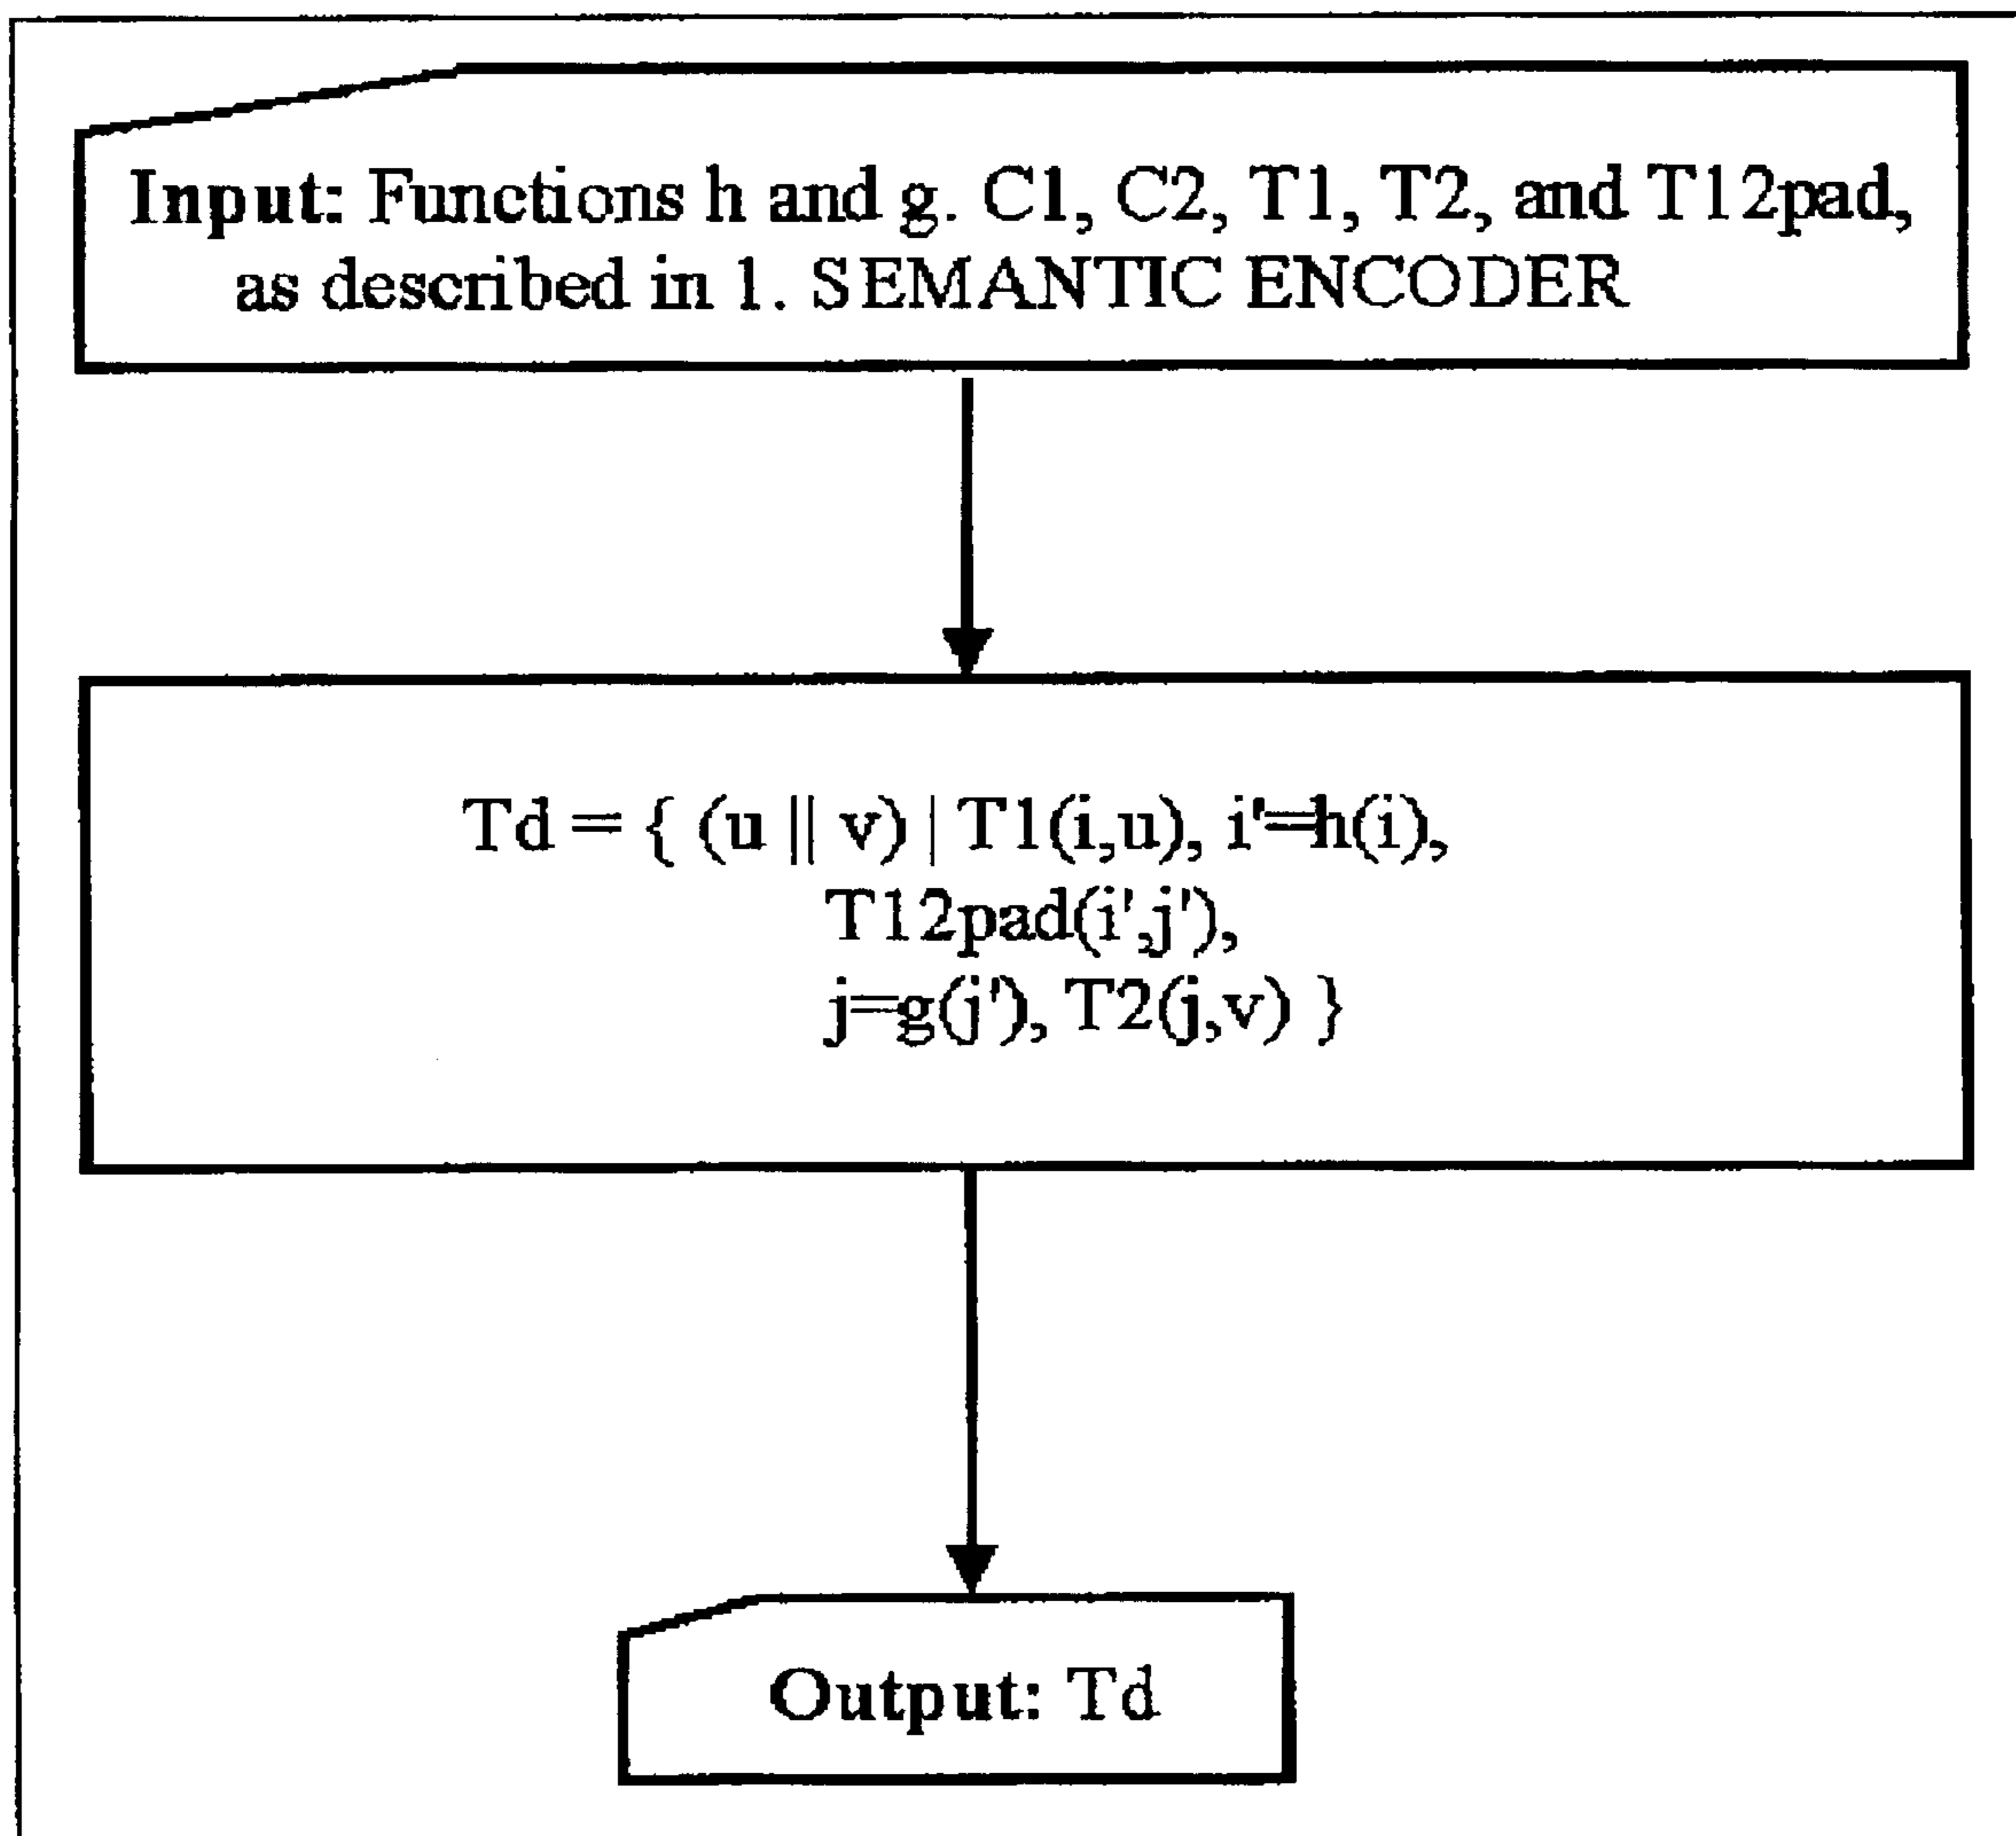 Input: Functions h and g. C1, C2, T1, T2, and T12pad,
as described in 1. SEMANTIC ENCODER
Td = { (u || v) | T1(i,u), i'=h(i),
T12pad(i',j'),
j=g(j'), T2(j,v) }
Output: Td